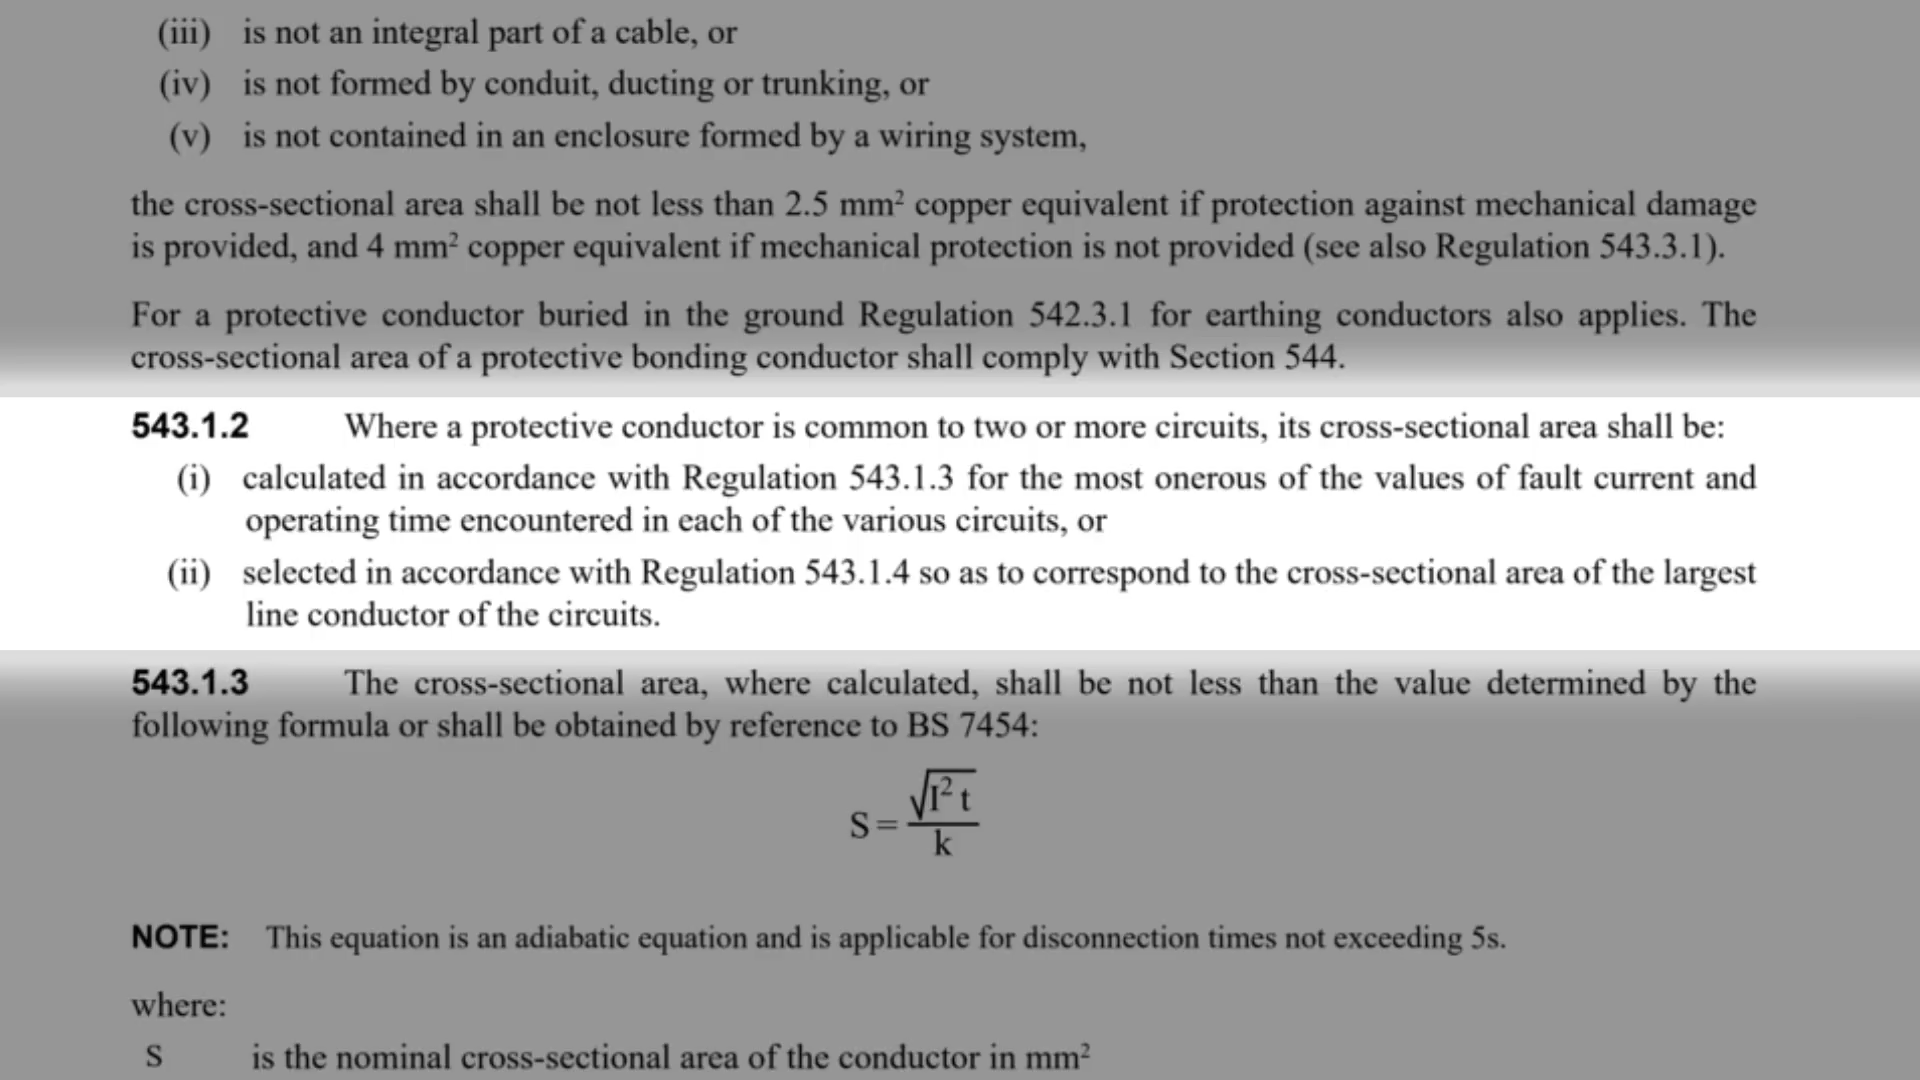 (iii) is not an integral part of a cable, or
(iv) is not formed by conduit, ducting or trunking, or
(v) is not contained in an enclosure formed by a wiring system,
the cross-sectional area shall be not less than 2.5 mm² copper equivalent if protection against mechanical damage
is provided, and 4 mm² copper equivalent if mechanical protection is not provided (see also Regulation 543.3.1).
For a protective conductor buried in the ground Regulation 542.3.1 for earthing conductors also applies. The
cross-sectional area of a protective bonding conductor shall comply with Section 544.
543.1.2 Where a protective conductor is common to two or more circuits, its cross-sectional area shall be:
(i) calculated in accordance with Regulation 543.1.3 for the most onerous of the values of fault current and
operating time encountered in each of the various circuits, or
(ii) selected in accordance with Regulation 543.1.4 so as to correspond to the cross-sectional area of the largest
line conductor of the circuits.
543.1.3 The cross-sectional area, where calculated, shall be not less than the value determined by the
following formula or shall be obtained by reference to BS 7454:
S = √I² t / k
NOTE: This equation is an adiabatic equation and is applicable for disconnection times not exceeding 5s.
where:
S is the nominal cross-sectional area of the conductor in mm²